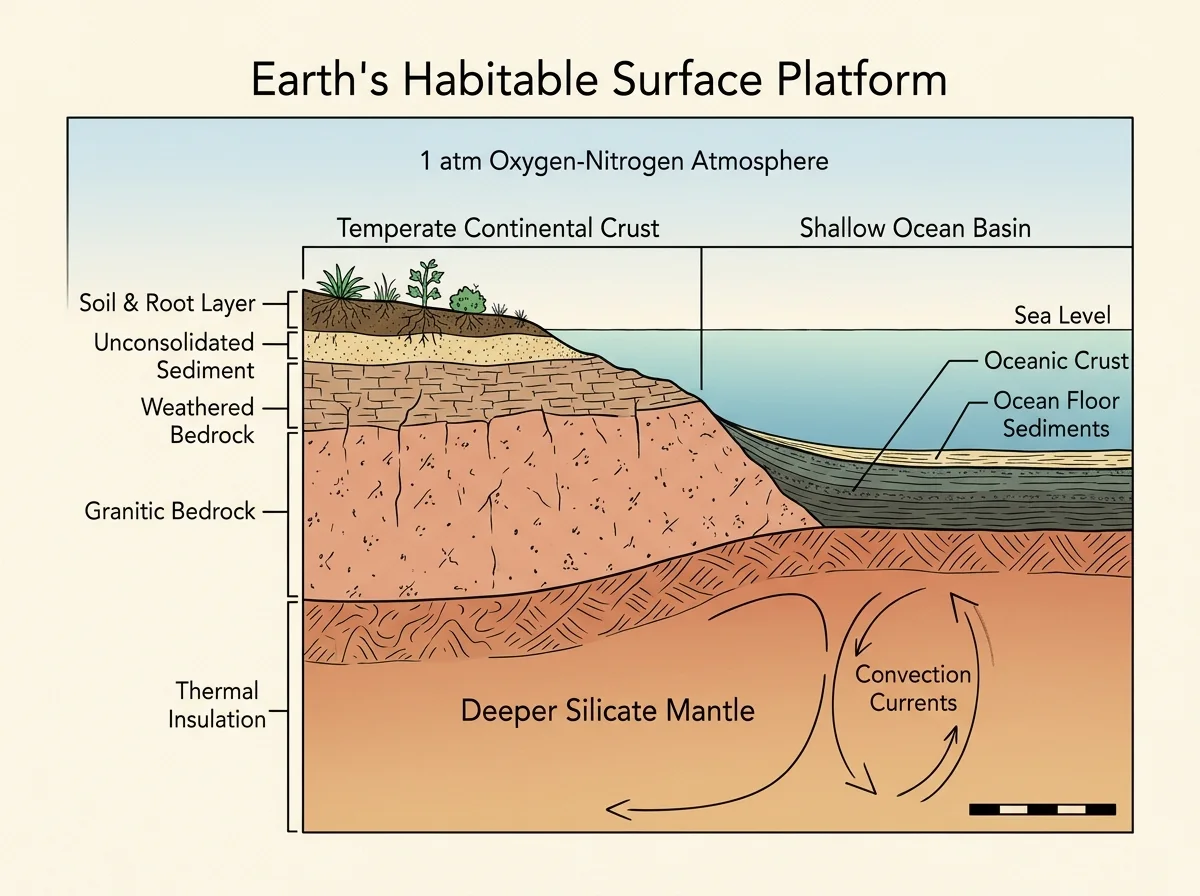 Earth's Habitable Surface Platform
1 atm Oxygen-Nitrogen Atmosphere
Temperate Continental Crust
Shallow Ocean Basin
Soil & Root Layer
Unconsolidated
Sediment
Weathered
Bedrock
Granitic Bedrock
Thermal
Insulation
Sea Level
Oceanic Crust
Ocean Floor
Sediments
Deeper Silicate Mantle
Convection
Currents